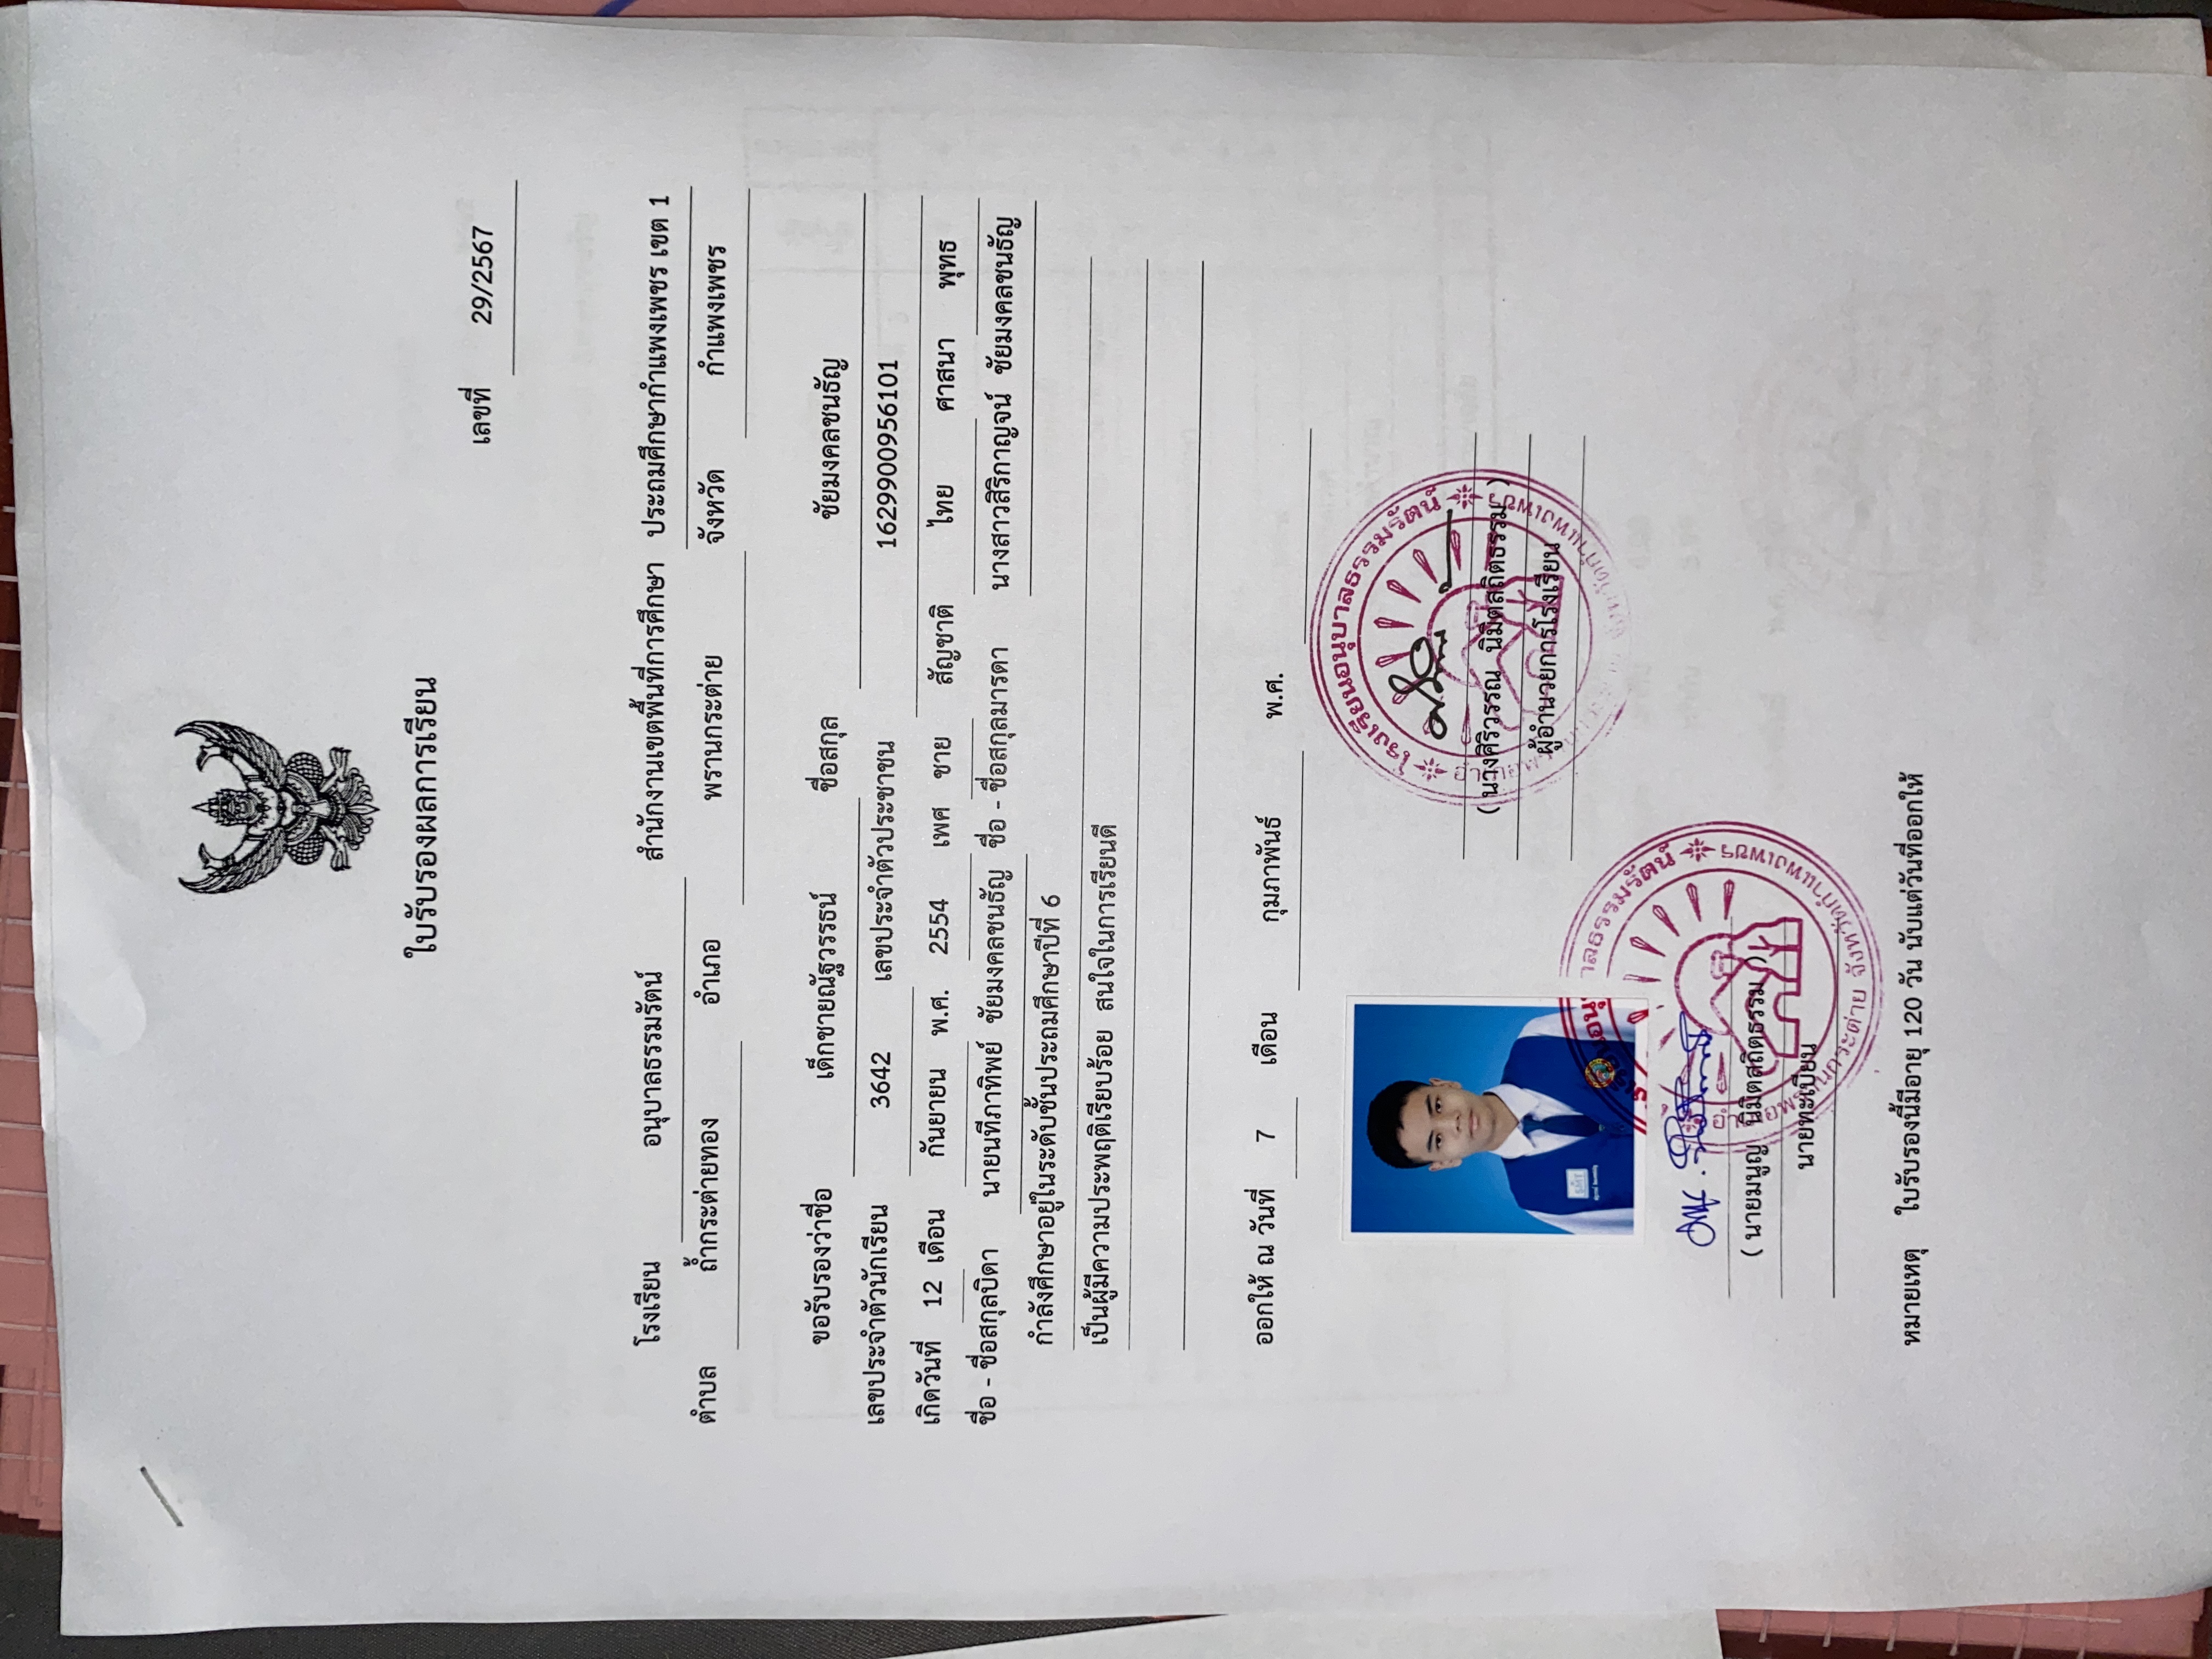 ใบรับรองผลการเรียน
เลขที่ 29/2567
โรงเรียน อนุบาลธรรมรัตน์ สำนักงานเขตพื้นที่การศึกษา ประถมศึกษากำแพงเพชร เขต 1
ตำบล ถ้ำกระต่ายทอง อำเภอ พรานกระต่าย จังหวัด กำแพงเพชร
ขอรับรองว่าชื่อ เด็กชายณัฐวรรธน์ ชื่อสกุล ชัยมงคลชนธัญ
เลขประจำตัวนักเรียน 3642 เลขประจำตัวประชาชน 1629900956101
เกิดวันที่ 12 เดือน กันยายน พ.ศ. 2554 เพศ ชาย สัญชาติ ไทย ศาสนา พุทธ
ชื่อ - ชื่อสกุลบิดา นายนทีภาทิพย์ ชัยมงคลชนธัญ ชื่อ - ชื่อสกุลมารดา นางสาวสิริกาญจน์ ชัยมงคลชนธัญ
กำลังศึกษาอยู่ในระดับชั้นประถมศึกษาปีที่ 6
เป็นผู้มีความประพฤติเรียบร้อย สนใจในการเรียนดี
ออกให้ ณ วันที่ 7 เดือน กุมภาพันธ์ พ.ศ.
โรงเรียนอนุบาลธรรมรัตน์
จังหวัดกำแพงเพชร
( นางศิริวรรณ นิมิตสถิตธรรม )
ผู้อำนวยการโรงเรียน
SMT
อนุบาลธรรมรัตน์
อำเภอพรานกระต่าย จังหวัดกำแพงเพชร
( นายมนูญ นิมิตสถิตธรรม )
นายทะเบียน
หมายเหตุ ใบรับรองนี้มีอายุ 120 วัน นับแต่วันที่ออกให้